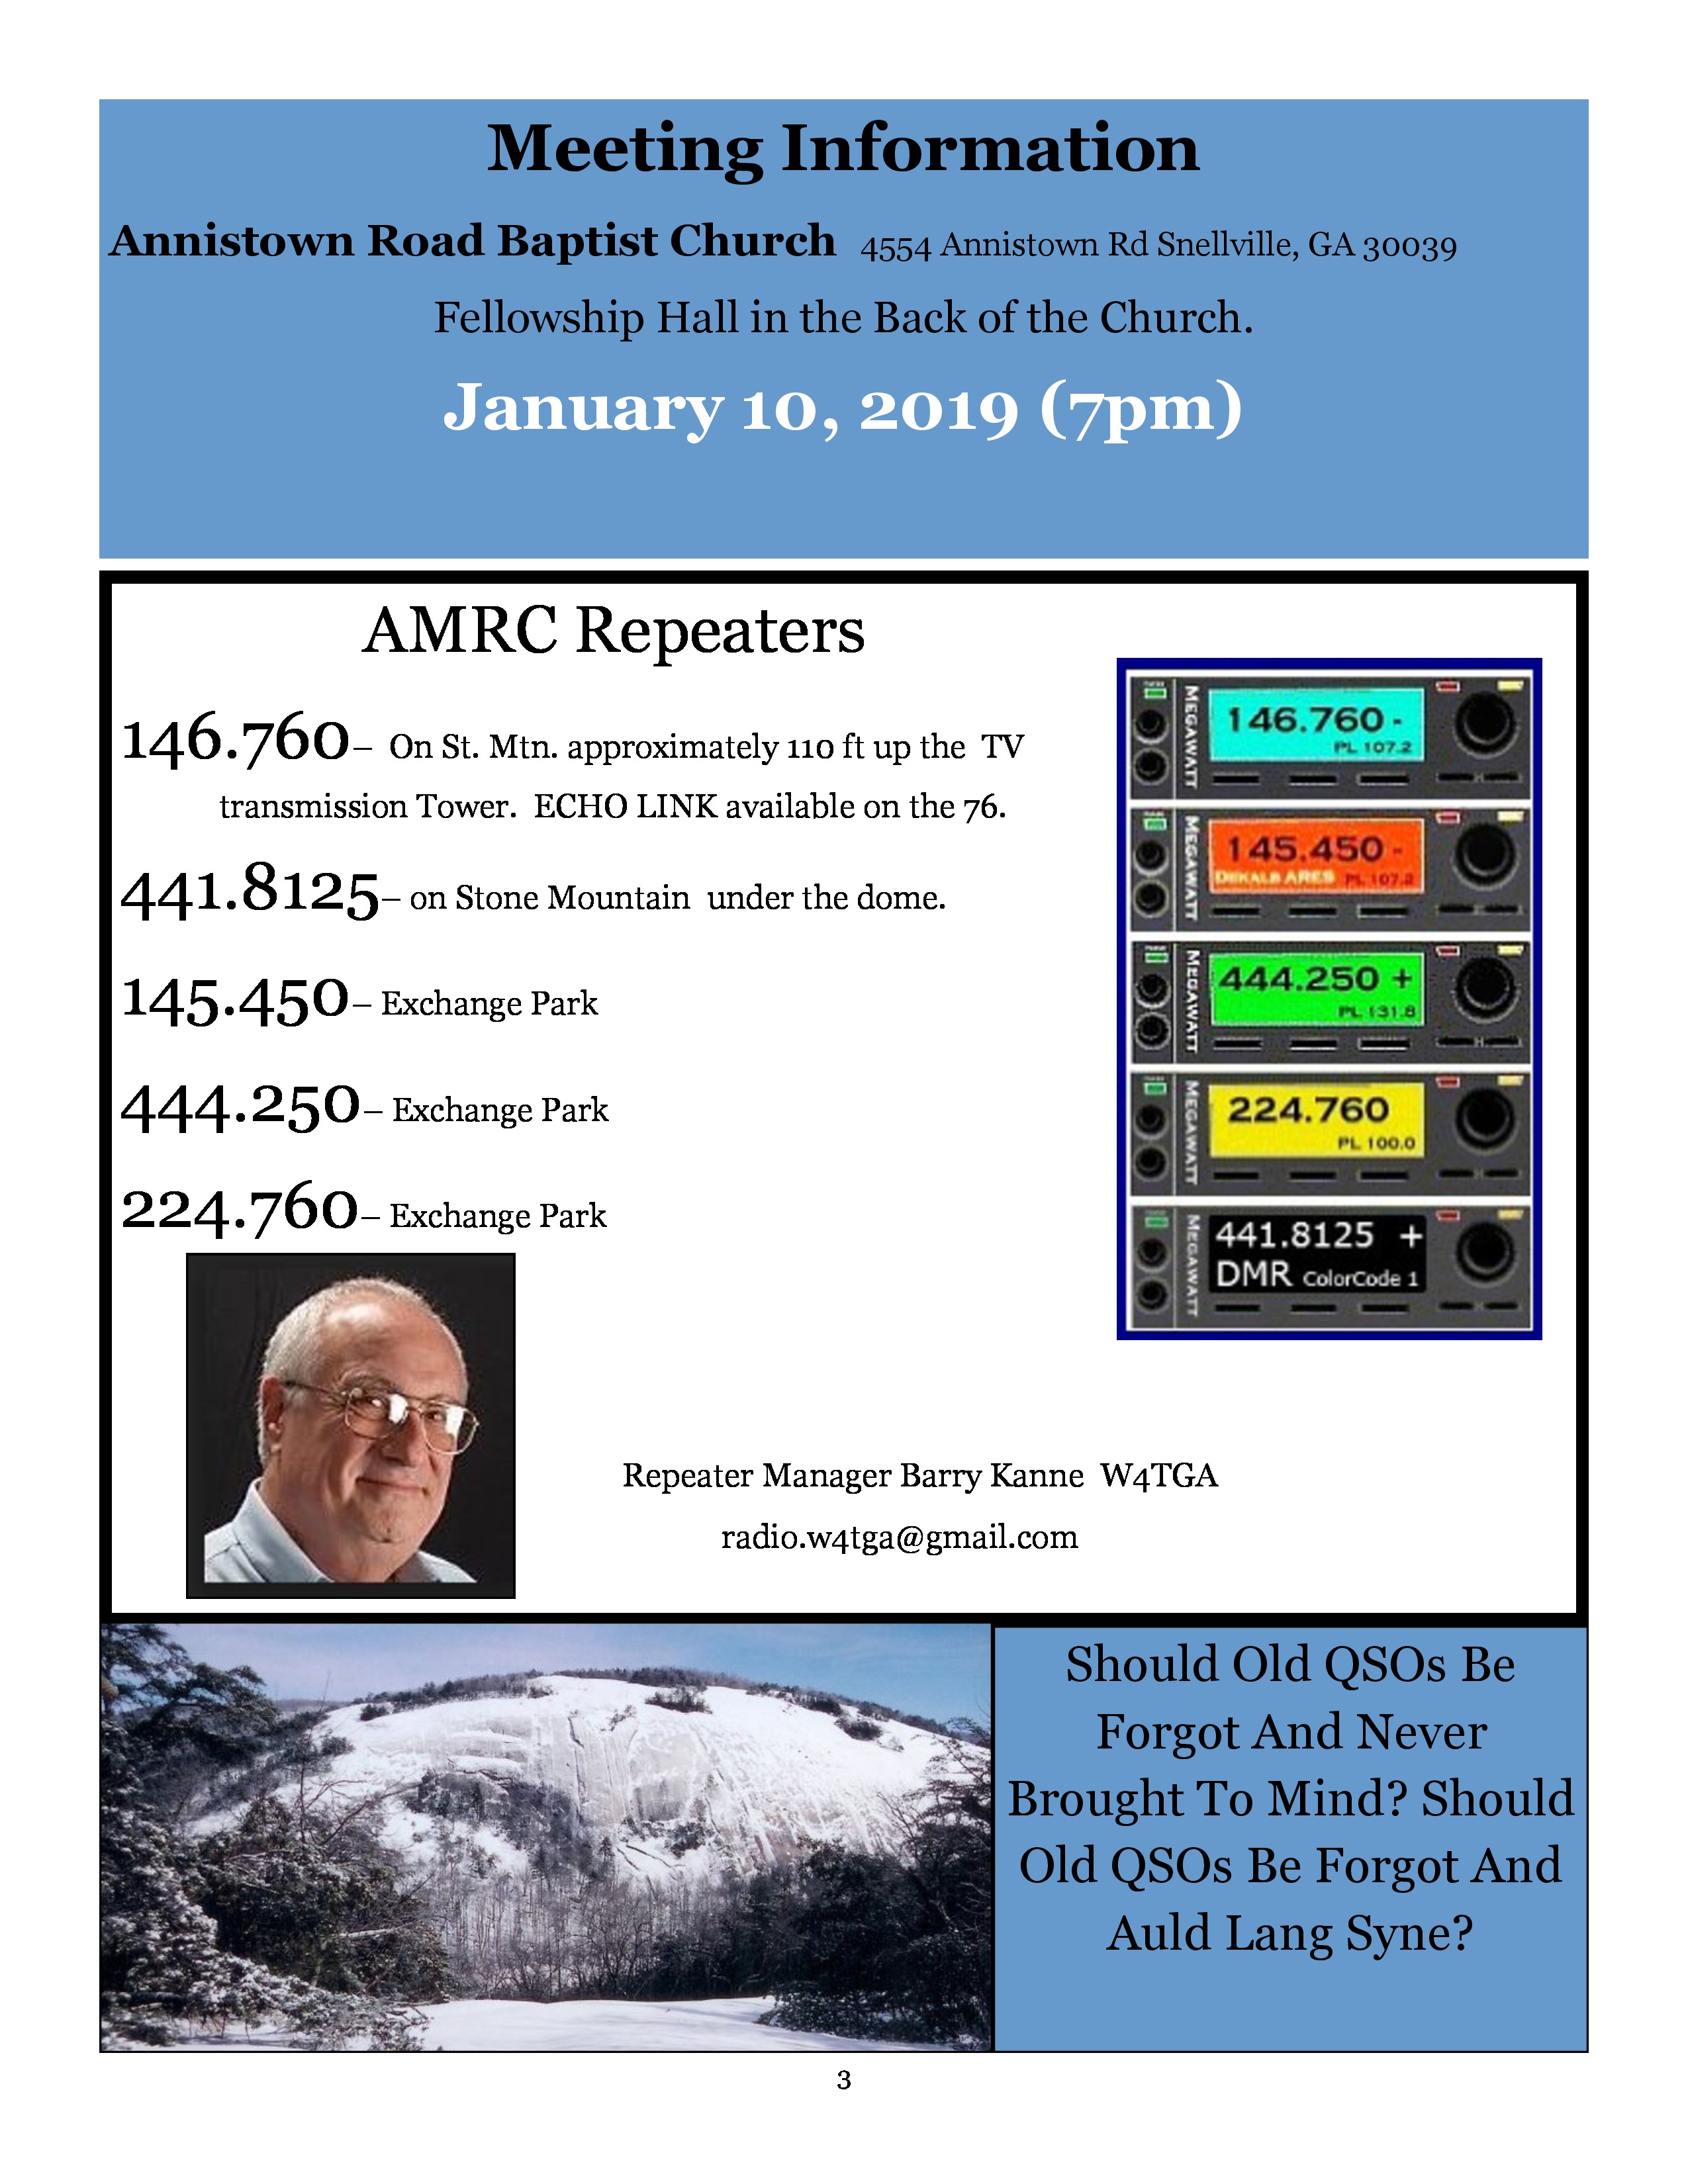 Meeting Information
Annistown Road Baptist Church 4554 Annistown Rd Snellville, GA 30039
Fellowship Hall in the Back of the Church.
January 10, 2019 (7pm)
AMRC Repeaters
146.760– On St. Mtn. approximately 110 ft up the TV
transmission Tower. ECHO LINK available on the 76.
441.8125– on Stone Mountain under the dome.
145.450– Exchange Park
444.250– Exchange Park
224.760– Exchange Park
MEGAWATT
146.760 -
PL 107.2
MEGAWATT
145.450 -
DEKALB ARES PL 107.2
MEGAWATT
444.250 +
PL 131.8
MEGAWATT
224.760
PL 100.0
MEGAWATT
441.8125 +
DMR ColorCode 1
Repeater Manager Barry Kanne W4TGA
radio.w4tga@gmail.com
Should Old QSOs Be
Forgot And Never
Brought To Mind? Should
Old QSOs Be Forgot And
Auld Lang Syne?
3